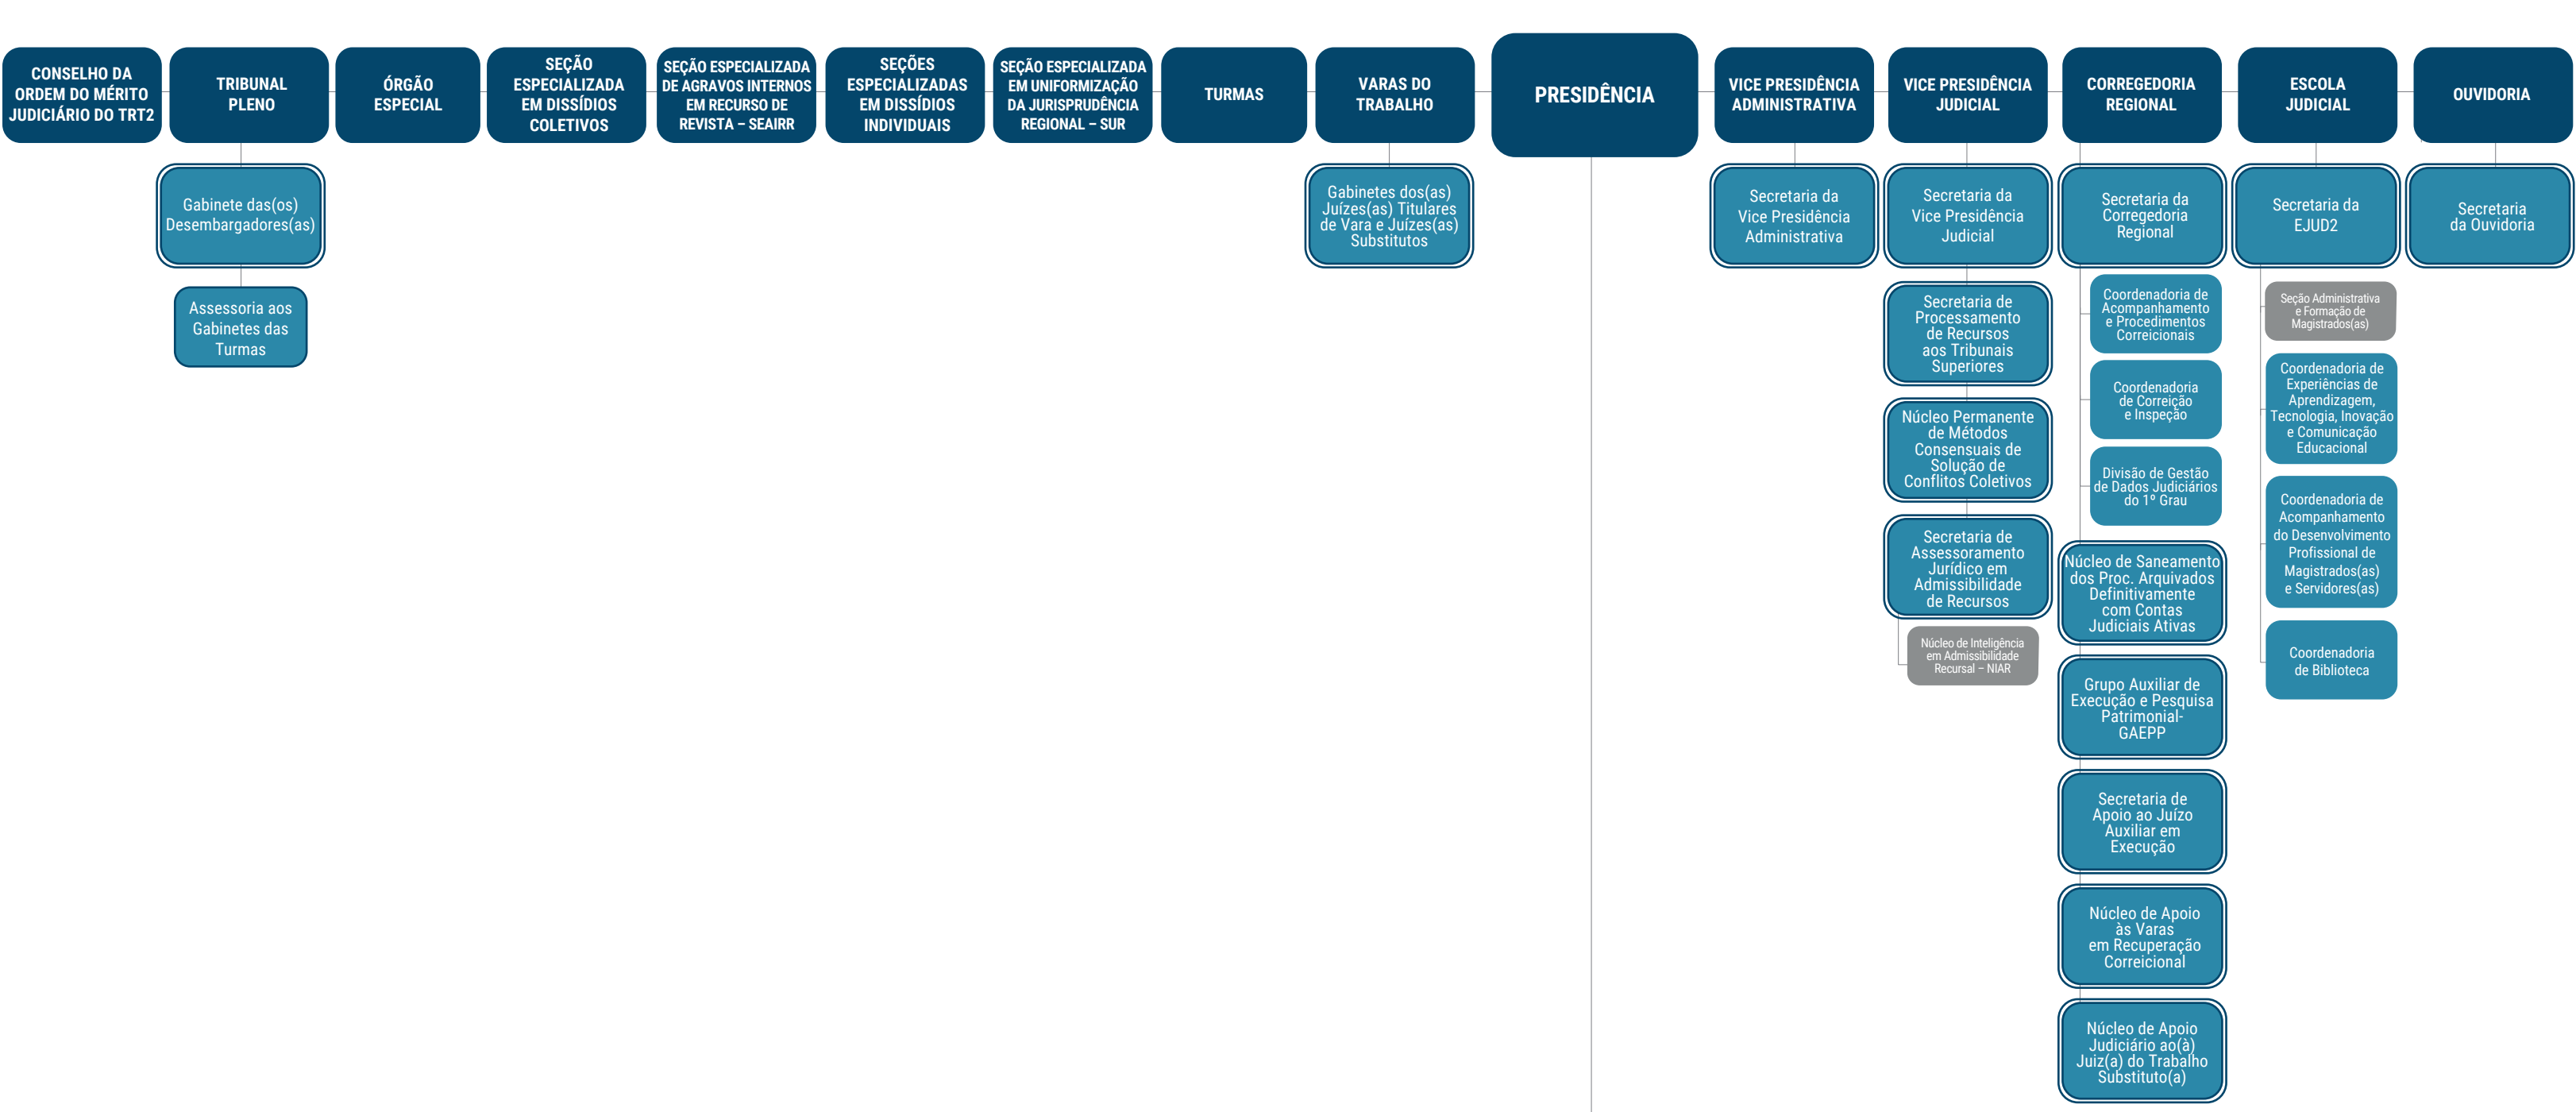 CONSELHO DA
ORDEM DO MÉRITO
JUDICIÁRIO DO TRT2
TRIBUNAL
PLENO
ÓRGÃO
ESPECIAL
SEÇÃO
ESPECIALIZADA
EM DISSÍDIOS
COLETIVOS
SEÇÃO ESPECIALIZADA
DE AGRAVOS INTERNOS
EM RECURSO DE
REVISTA – SEAIRR
SEÇÕES
ESPECIALIZADAS
EM DISSÍDIOS
INDIVIDUAIS
SEÇÃO ESPECIALIZADA
EM UNIFORMIZAÇÃO
DA JURISPRUDÊNCIA
REGIONAL – SUR
TURMAS
VARAS DO
TRABALHO
PRESIDÊNCIA
VICE PRESIDÊNCIA
ADMINISTRATIVA
VICE PRESIDÊNCIA
JUDICIAL
CORREGEDORIA
REGIONAL
ESCOLA
JUDICIAL
OUVIDORIA
Gabinete das(os)
Desembargadores(as)
Assessoria aos
Gabinetes das
Turmas
Gabinetes dos(as)
Juízes(as) Titulares
de Vara e Juízes(as)
Substitutos
Secretaria da
Vice Presidência
Administrativa
Secretaria da
Vice Presidência
Judicial
Secretaria de
Processamento
de Recursos
aos Tribunais
Superiores
Núcleo Permanente
de Métodos
Consensuais de
Solução de
Conflitos Coletivos
Secretaria de
Assessoramento
Jurídico em
Admissibilidade
de Recursos
Núcleo de Inteligência
em Admissibilidade
Recursal – NIAR
Secretaria da
Corregedoria
Regional
Coordenadoria de
Acompanhamento
e Procedimentos
Correicionais
Coordenadoria
de Correição
e Inspeção
Divisão de Gestão
de Dados Judiciários
do 1º Grau
Núcleo de Saneamento
dos Proc. Arquivados
Definitivamente
com Contas
Judiciais Ativas
Grupo Auxiliar de
Execução e Pesquisa
Patrimonial-
GAEPP
Secretaria de
Apoio ao Juízo
Auxiliar em
Execução
Núcleo de Apoio
às Varas
em Recuperação
Correicional
Núcleo de Apoio
Judiciário ao(à)
Juiz(a) do Trabalho
Substituto(a)
Secretaria da
EJUD2
Seção Administrativa
e Formação de
Magistrados(as)
Coordenadoria de
Experiências de
Aprendizagem,
Tecnologia, Inovação
e Comunicação
Educacional
Coordenadoria de
Acompanhamento
do Desenvolvimento
Profissional de
Magistrados(as)
e Servidores(as)
Coordenadoria
de Biblioteca
Secretaria
da Ouvidoria